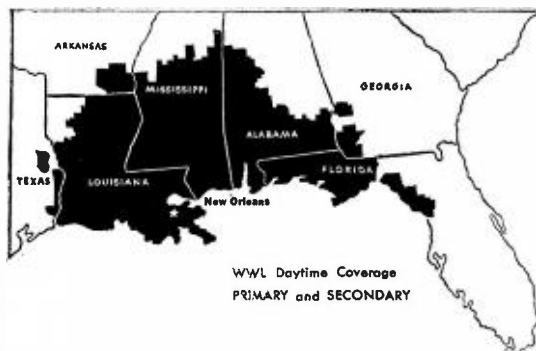 ARKANSAS
MISSISSIPPI
GEORGIA
ALABAMA
TEXAS
LOUISIANA
FLORIDA
New Orleans
WWL Daytime Coverage
PRIMARY and SECONDARY